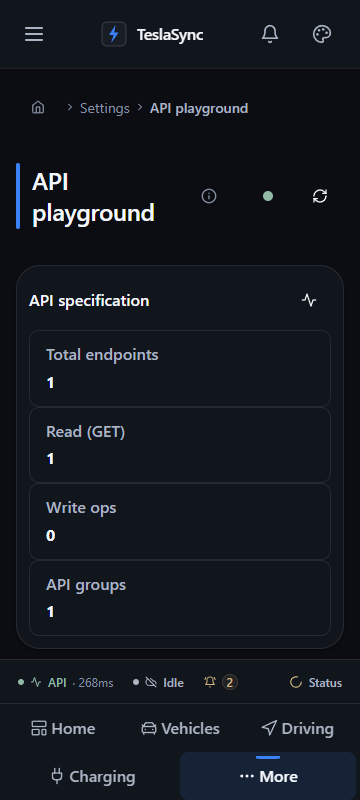 TeslaSync
Settings
API playground
API
playground
API specification
Total endpoints
1
Read (GET)
1
Write ops
0
API groups
1
API · 268ms
Idle
2
Status
Home
Vehicles
Driving
Charging
More